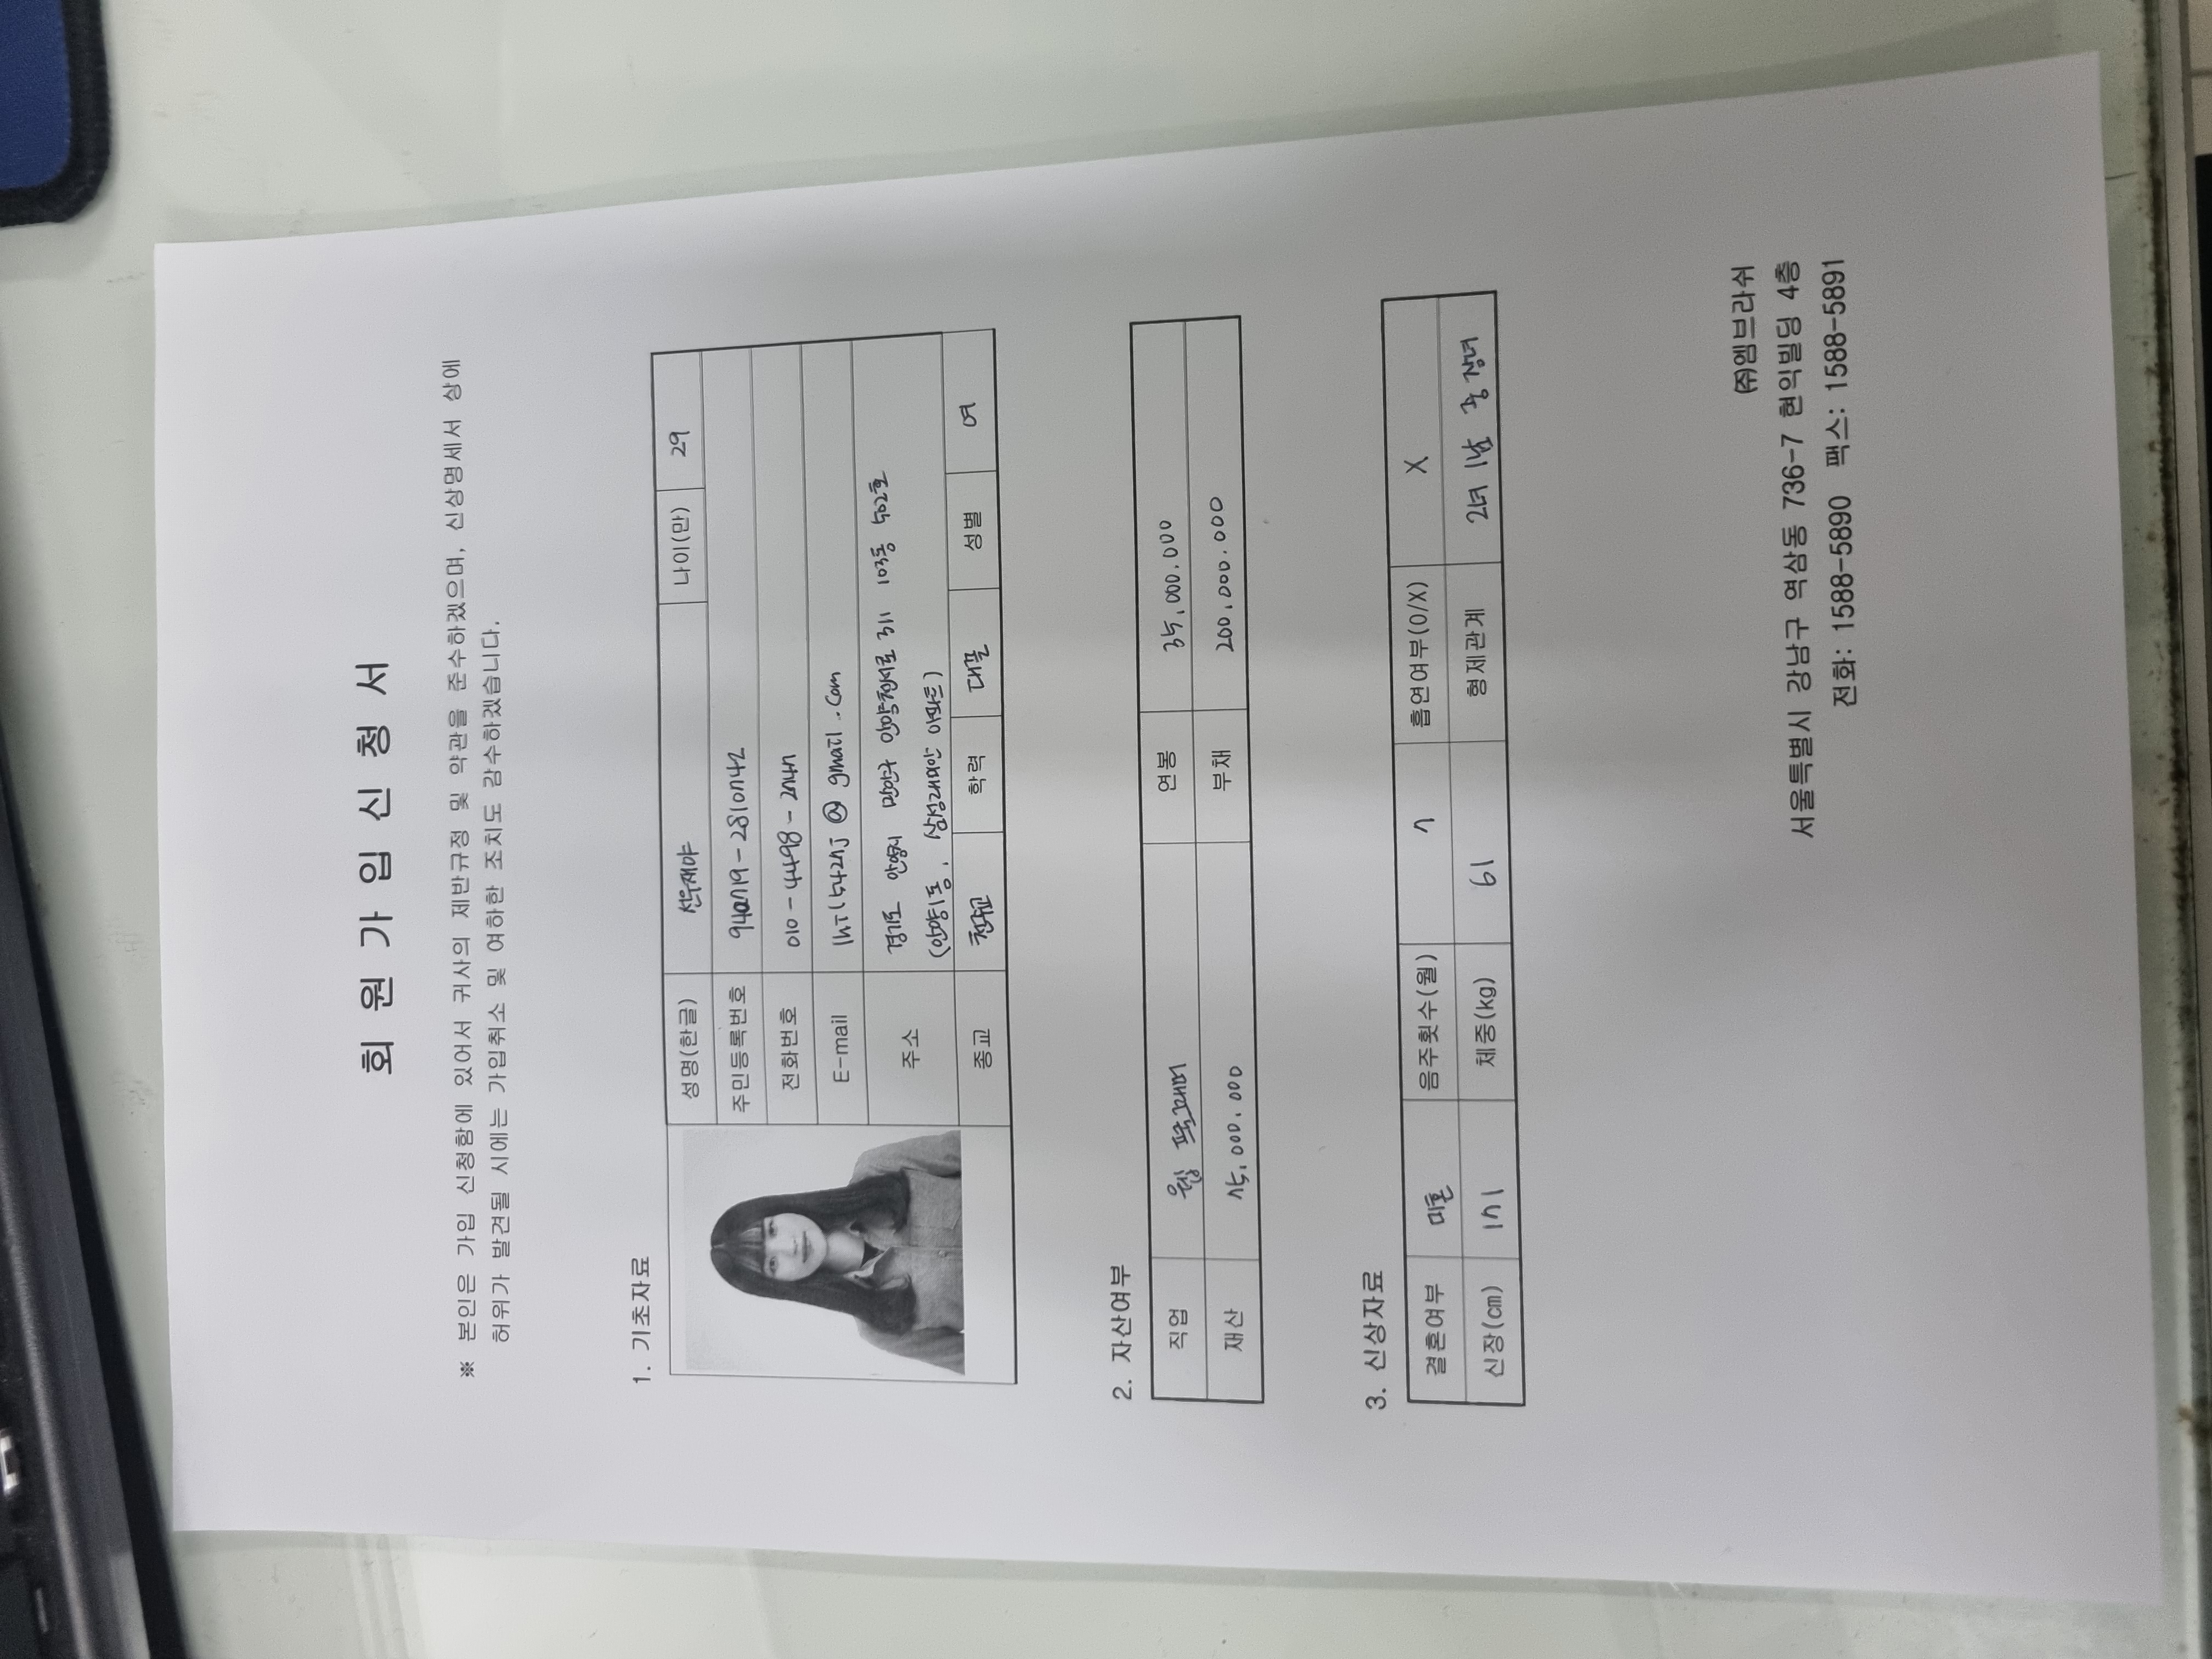 회 원 가 입 신 청 서
※ 본인은 가입 신청함에 있어서 귀사의 제반규정 및 약관을 준수하겠으며, 신상명세서 상에
허위가 발견될 시에는 가입취소 및 여하한 조치도 감수하겠습니다.
1. 기초자료
성명(한글) 선우재야 나이(만) 29
주민등록번호 940719-2810742
전화번호 010-4498-2747
E-mail @ gmail.com
주소 경기도 안양시 만안구 안양천서로 311 103동 502호
(안양1동, 삼성래미안 아파트)
종교 천주교 학력 대졸 성별 여
2. 자산여부
직업 웹 프로그래머 연봉 35,000,000
재산 75,000,000 부채 200,000,000
3. 신상자료
결혼여부 미혼 음주횟수(월) 7 흡연여부(O/X) X
신장(cm) 171 체중(kg) 61 형제관계 2녀 1남 중 장녀
㈜엠브라쉬
서울특별시 강남구 역삼동 736-7 현익빌딩 4층
전화: 1588-5890 팩스: 1588-5891